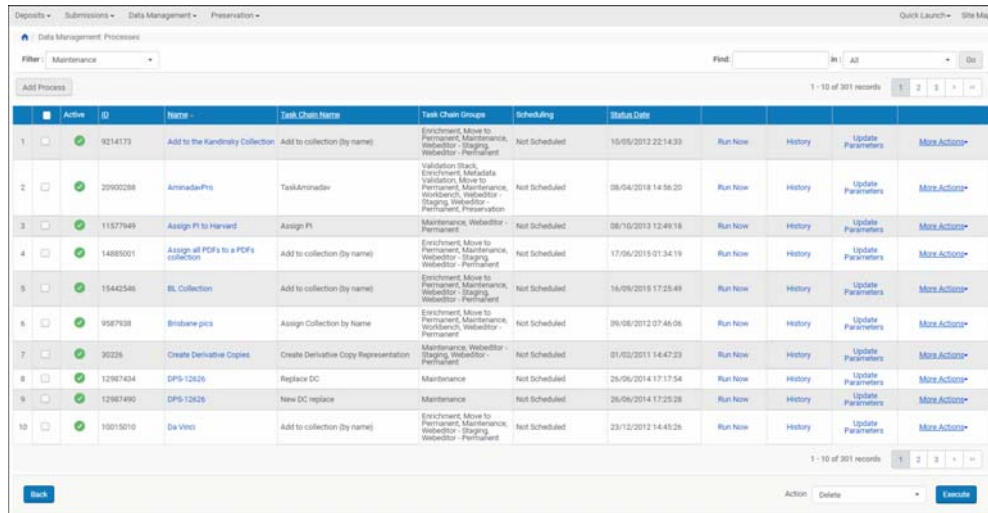 Deposits Submissions Data Management Preservation Quick Launch Site Map
Data Management: Processes
Filter : Maintenance Find: In : All Go
Add Process 1 - 10 of 301 records 1 2 3
Active ID Name Task Chain Name Task Chain Groups Scheduling Status Date
1 9214173 Add to the Kandinsky Collection Add to collection (by name) Enrichment, Move to Permanent, Maintenance, Webeditor - Staging, Webeditor - Permanent Not Scheduled 10/05/2012 22:14:33 Run Now History Update Parameters More Actions
2 20900288 AminadavPro TaskAminadav Validation Stack, Enrichment, Metadata Validation, Move to Permanent, Maintenance, Workbench, Webeditor - Staging, Webeditor - Permanent, Preservation Not Scheduled 08/04/2018 14:56:20 Run Now History Update Parameters More Actions
3 11577949 Assign PI to Harvard Assign PI Maintenance, Webeditor - Permanent Not Scheduled 08/10/2013 12:49:18 Run Now History Update Parameters More Actions
4 14885001 Assign all PDFs to a PDFs collection Add to collection (by name) Enrichment, Move to Permanent, Maintenance, Webeditor - Staging, Webeditor - Permanent Not Scheduled 17/06/2015 01:34:19 Run Now History Update Parameters More Actions
5 15442546 BL Collection Add to collection (by name) Enrichment, Move to Permanent, Maintenance, Webeditor - Staging, Webeditor - Permanent Not Scheduled 16/09/2015 17:25:49 Run Now History Update Parameters More Actions
6 9587938 Brisbane pics Assign Collection by Name Enrichment, Move to Permanent, Maintenance, Workbench, Webeditor - Permanent Not Scheduled 09/08/2012 07:46:06 Run Now History Update Parameters More Actions
7 30226 Create Derivative Copies Create Derivative Copy Representation Maintenance, Webeditor - Staging, Webeditor - Permanent Not Scheduled 01/02/2011 14:47:23 Run Now History Update Parameters More Actions
8 12987434 DPS-12626 Replace DC Maintenance Not Scheduled 26/06/2014 17:17:54 Run Now History Update Parameters More Actions
9 12987490 DPS-12626 New DC replace Maintenance Not Scheduled 26/06/2014 17:25:28 Run Now History Update Parameters More Actions
10 10015010 Da Vinci Add to collection (by name) Enrichment, Move to Permanent, Maintenance, Webeditor - Staging, Webeditor - Permanent Not Scheduled 23/12/2012 14:45:26 Run Now History Update Parameters More Actions
1 - 10 of 301 records 1 2 3
Back Action Delete Execute